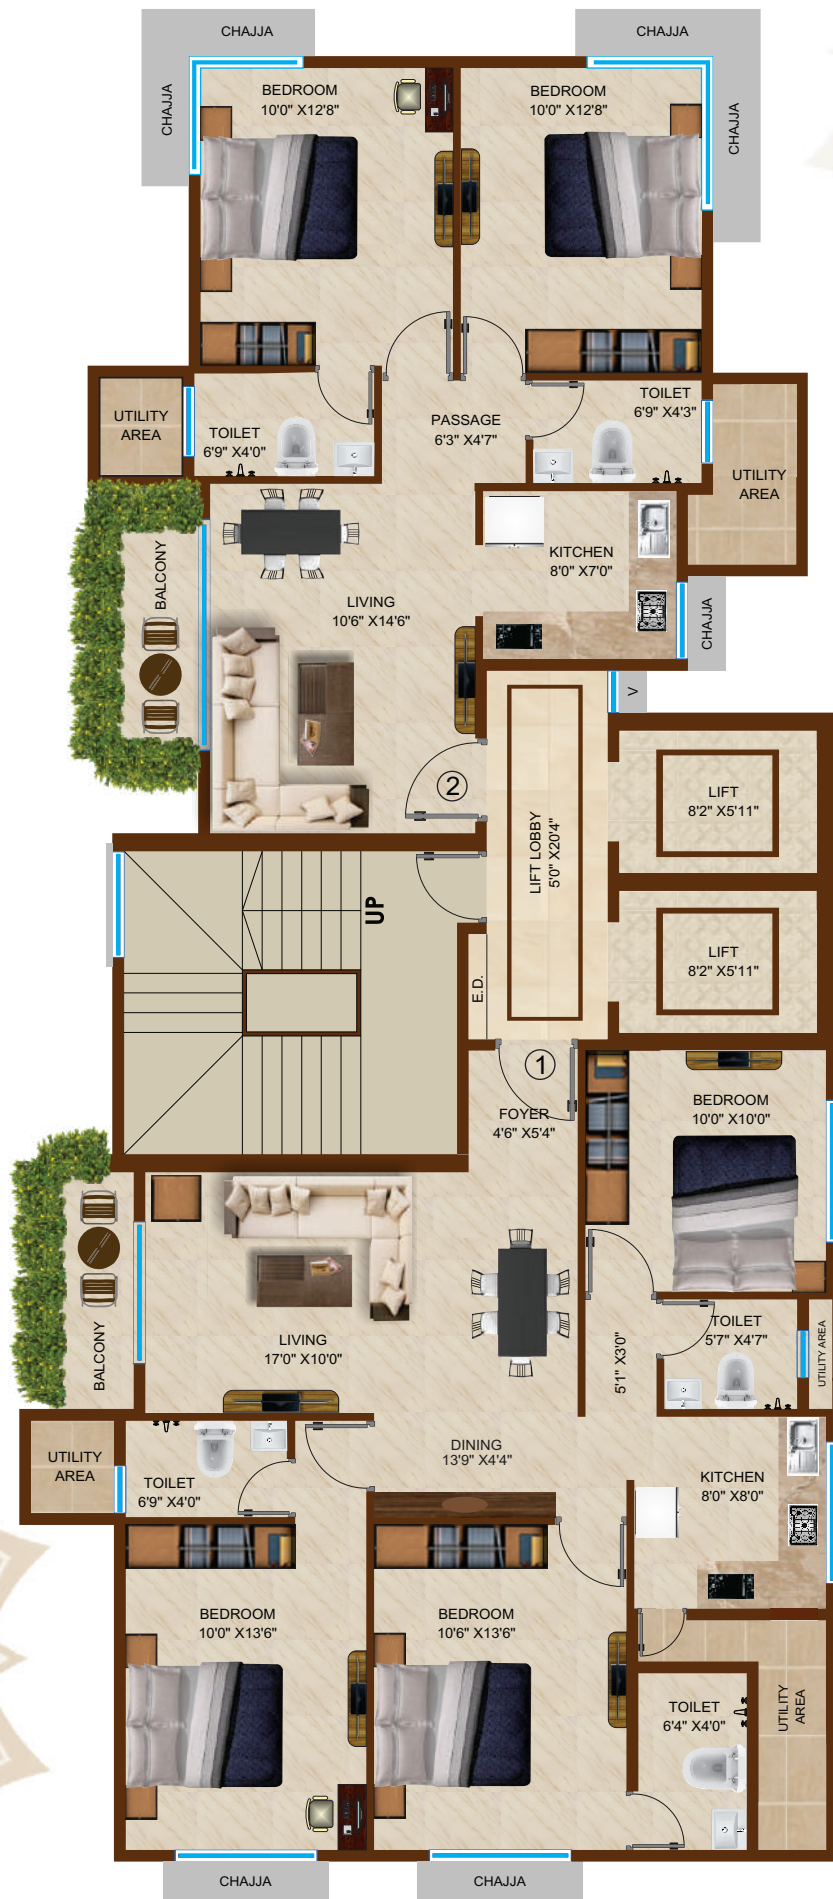 CHAJJA
CHAJJA
CHAJJA
CHAJJA
BEDROOM
10'0" X12'8"
BEDROOM
10'0" X12'8"
UTILITY
AREA
TOILET
6'9" X4'0"
PASSAGE
6'3" X4'7"
TOILET
6'9" X4'3"
UTILITY
AREA
BALCONY
KITCHEN
8'0" X7'0"
LIVING
10'6" X14'6"
CHAJJA
V
2
LIFT
8'2" X5'11"
LIFT LOBBY
5'0" X20'4"
UP
LIFT
8'2" X5'11"
E.D.
1
FOYER
4'6" X5'4"
BEDROOM
10'0" X10'0"
BALCONY
LIVING
17'0" X10'0"
5'1" X3'0"
TOILET
5'7" X4'7"
UTILITY AREA
UTILITY
AREA
TOILET
6'9" X4'0"
DINING
13'9" X4'4"
KITCHEN
8'0" X8'0"
BEDROOM
10'0" X13'6"
BEDROOM
10'6" X13'6"
TOILET
6'4" X4'0"
UTILITY
AREA
CHAJJA
CHAJJA